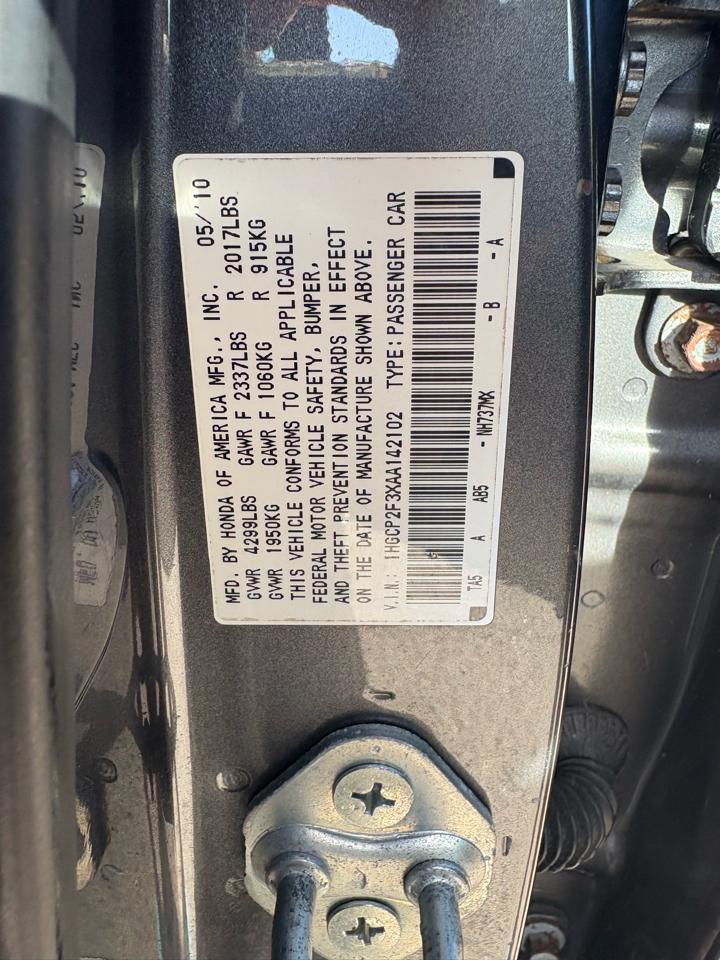 MFD. BY HONDA OF AMERICA MFG., INC. 05/'10
GVWR 4299LBS GAWR F 2337LBS R 2017LBS
GVWR 1950KG GAWR F 1060KG R 915KG
THIS VEHICLE CONFORMS TO ALL APPLICABLE
FEDERAL MOTOR VEHICLE SAFETY, BUMPER,
AND THEFT PREVENTION STANDARDS IN EFFECT
ON THE DATE OF MANUFACTURE SHOWN ABOVE.
V.I.N.: 1HGCP2F3XAA142102 TYPE:PASSENGER CAR
TA5 A AB5 - NH737MX - B - A